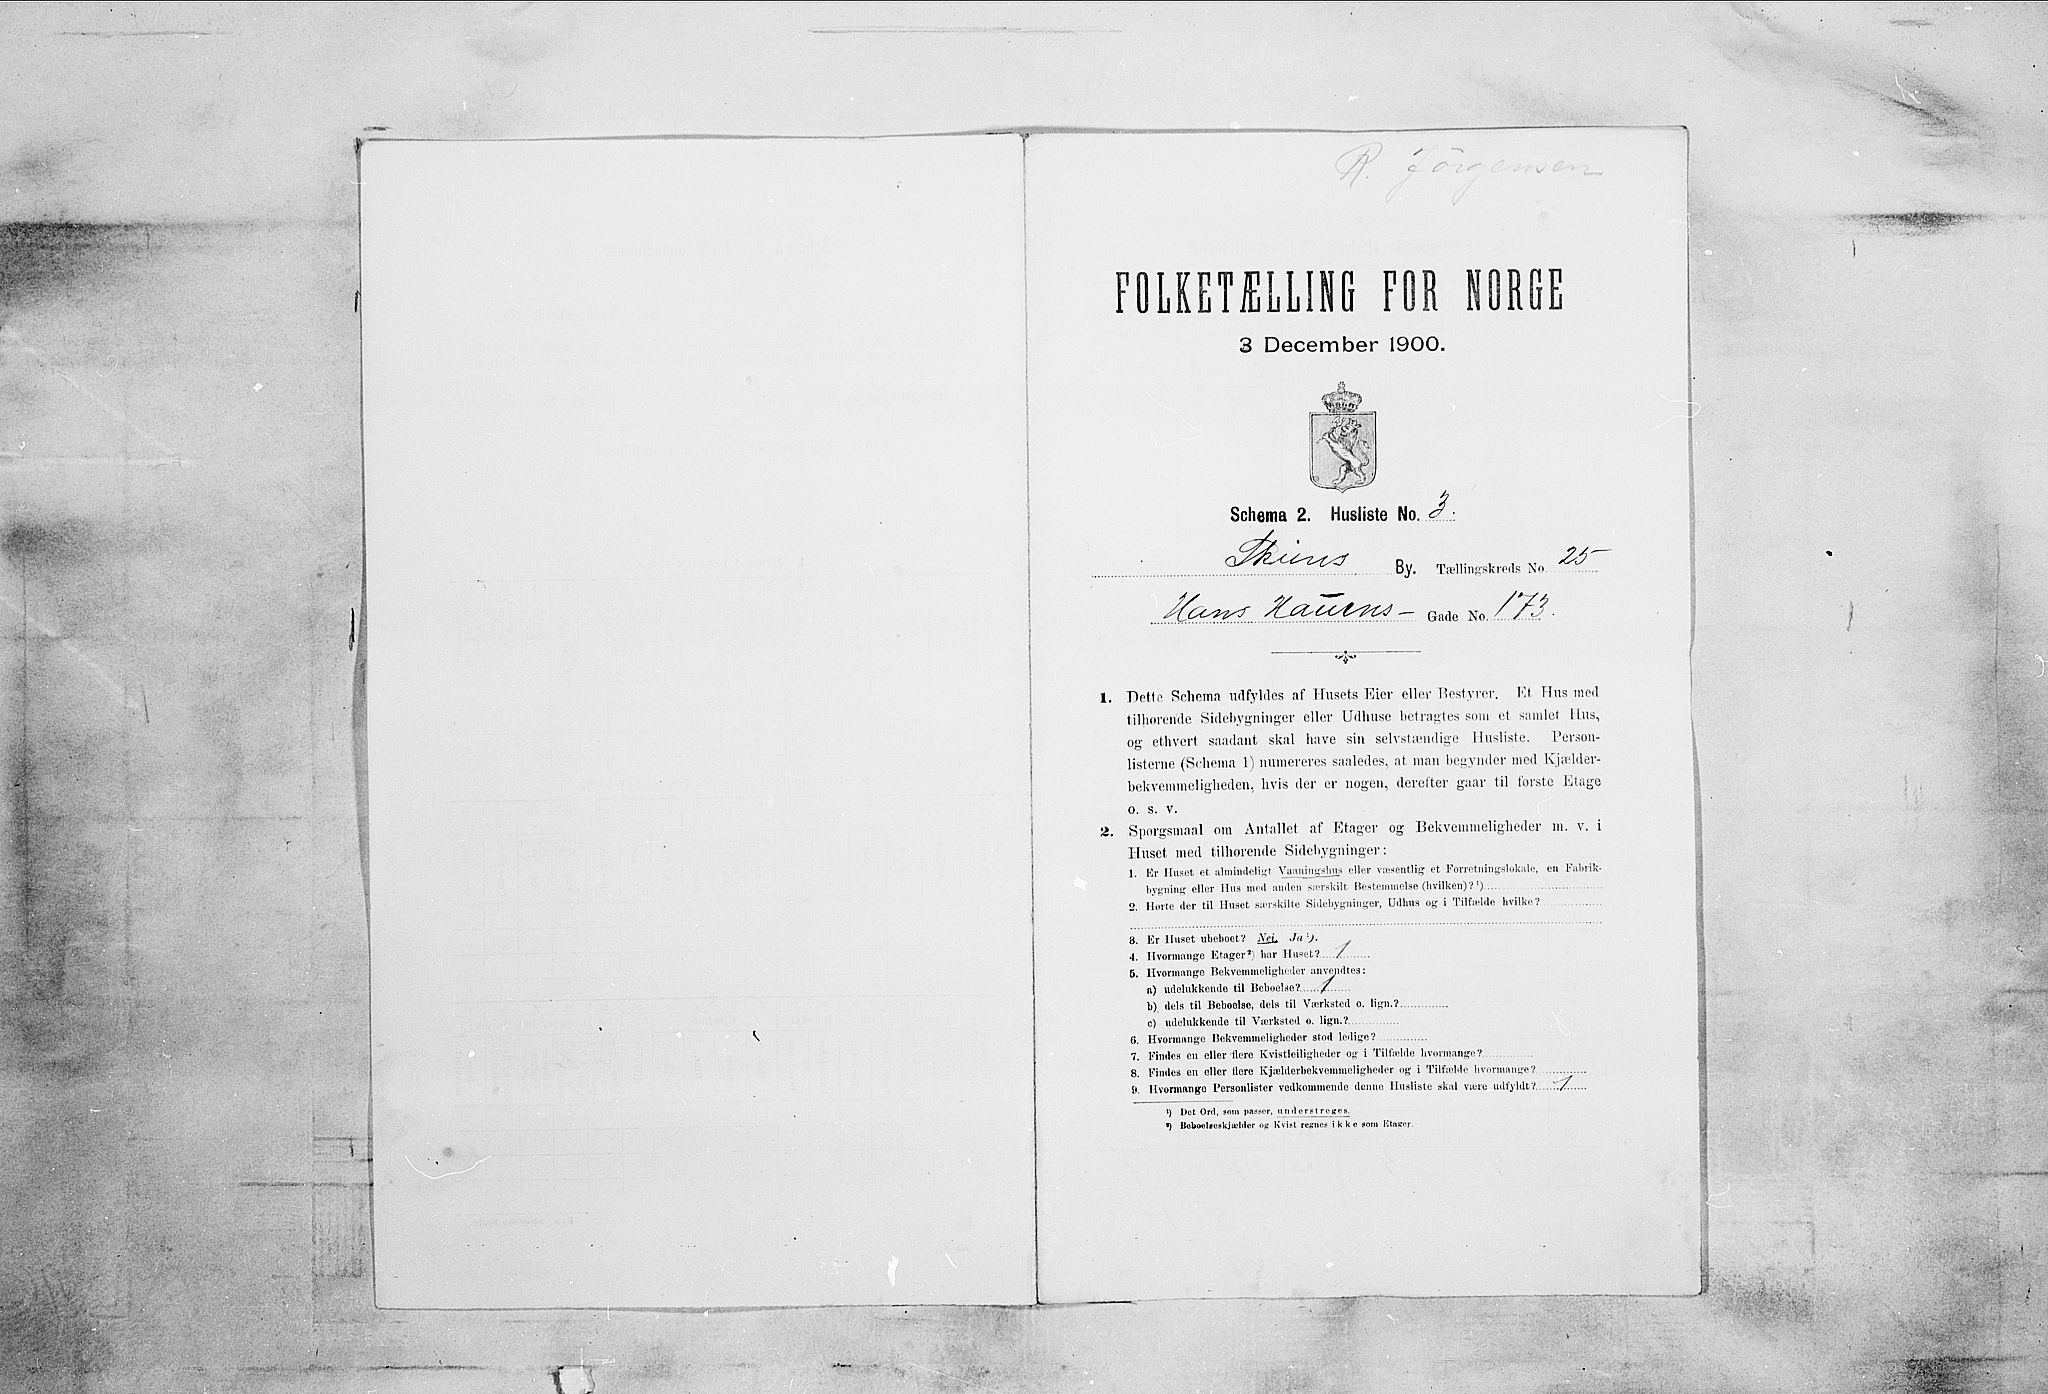 R. Jörgensen
FOLKETÆLLING FOR NORGE
3 December 1900.
Schema 2. Husliste No. 3.
Skiens By. Tællingskreds No. 25
Hans Hauens- Gade No. 173.
1. Dette Schema udfyldes af Husets Eier eller Bestyrer. Et Hus med
tilhørende Sidebygninger eller Udhuse betragtes som et samlet Hus,
og ethvert saadant skal have sin selvstændige Husliste. Person-
listerne (Schema 1) numereres saaledes, at man begynder med Kjælder-
bekvemmeligheden, hvis der er nogen, derefter gaar til første Etage
o. s. v.
2. Spørgsmaal om Antallet af Etager og Bekvemmeligheder m. v. i
Huset med tilhørende Sidebygninger:
1. Er Huset et almindeligt Vaaningshus eller væsentlig et Forretningslokale, en Fabrik-
bygning eller Hus med anden særskilt Bestemmelse (hvilken)? ¹)
2. Hørte der til Huset særskilte Sidebygninger, Udhus og i Tilfælde hvilke?
3. Er Huset ubeboet? Nei. Ja ¹).
4. Hvormange Etager ²) har Huset? 1
5. Hvormange Bekvemmeligheder anvendtes:
a) udelukkende til Beboelse? 1
b) dels til Beboelse, dels til Værksted o. lign.?
c) udelukkende til Værksted o. lign.?
6. Hvormange Bekvemmeligheder stod ledige?
7. Findes en eller flere Kvistleiligheder og i Tilfælde hvormange?
8. Findes en eller flere Kjælderbekvemmeligheder og i Tilfælde hvormange?
9. Hvormange Personlister vedkommende denne Husliste skal være udfyldt? 1
¹) Det Ord, som passer, understreges.
²) Beboelseskjælder og Kvist regnes ikke som Etager.